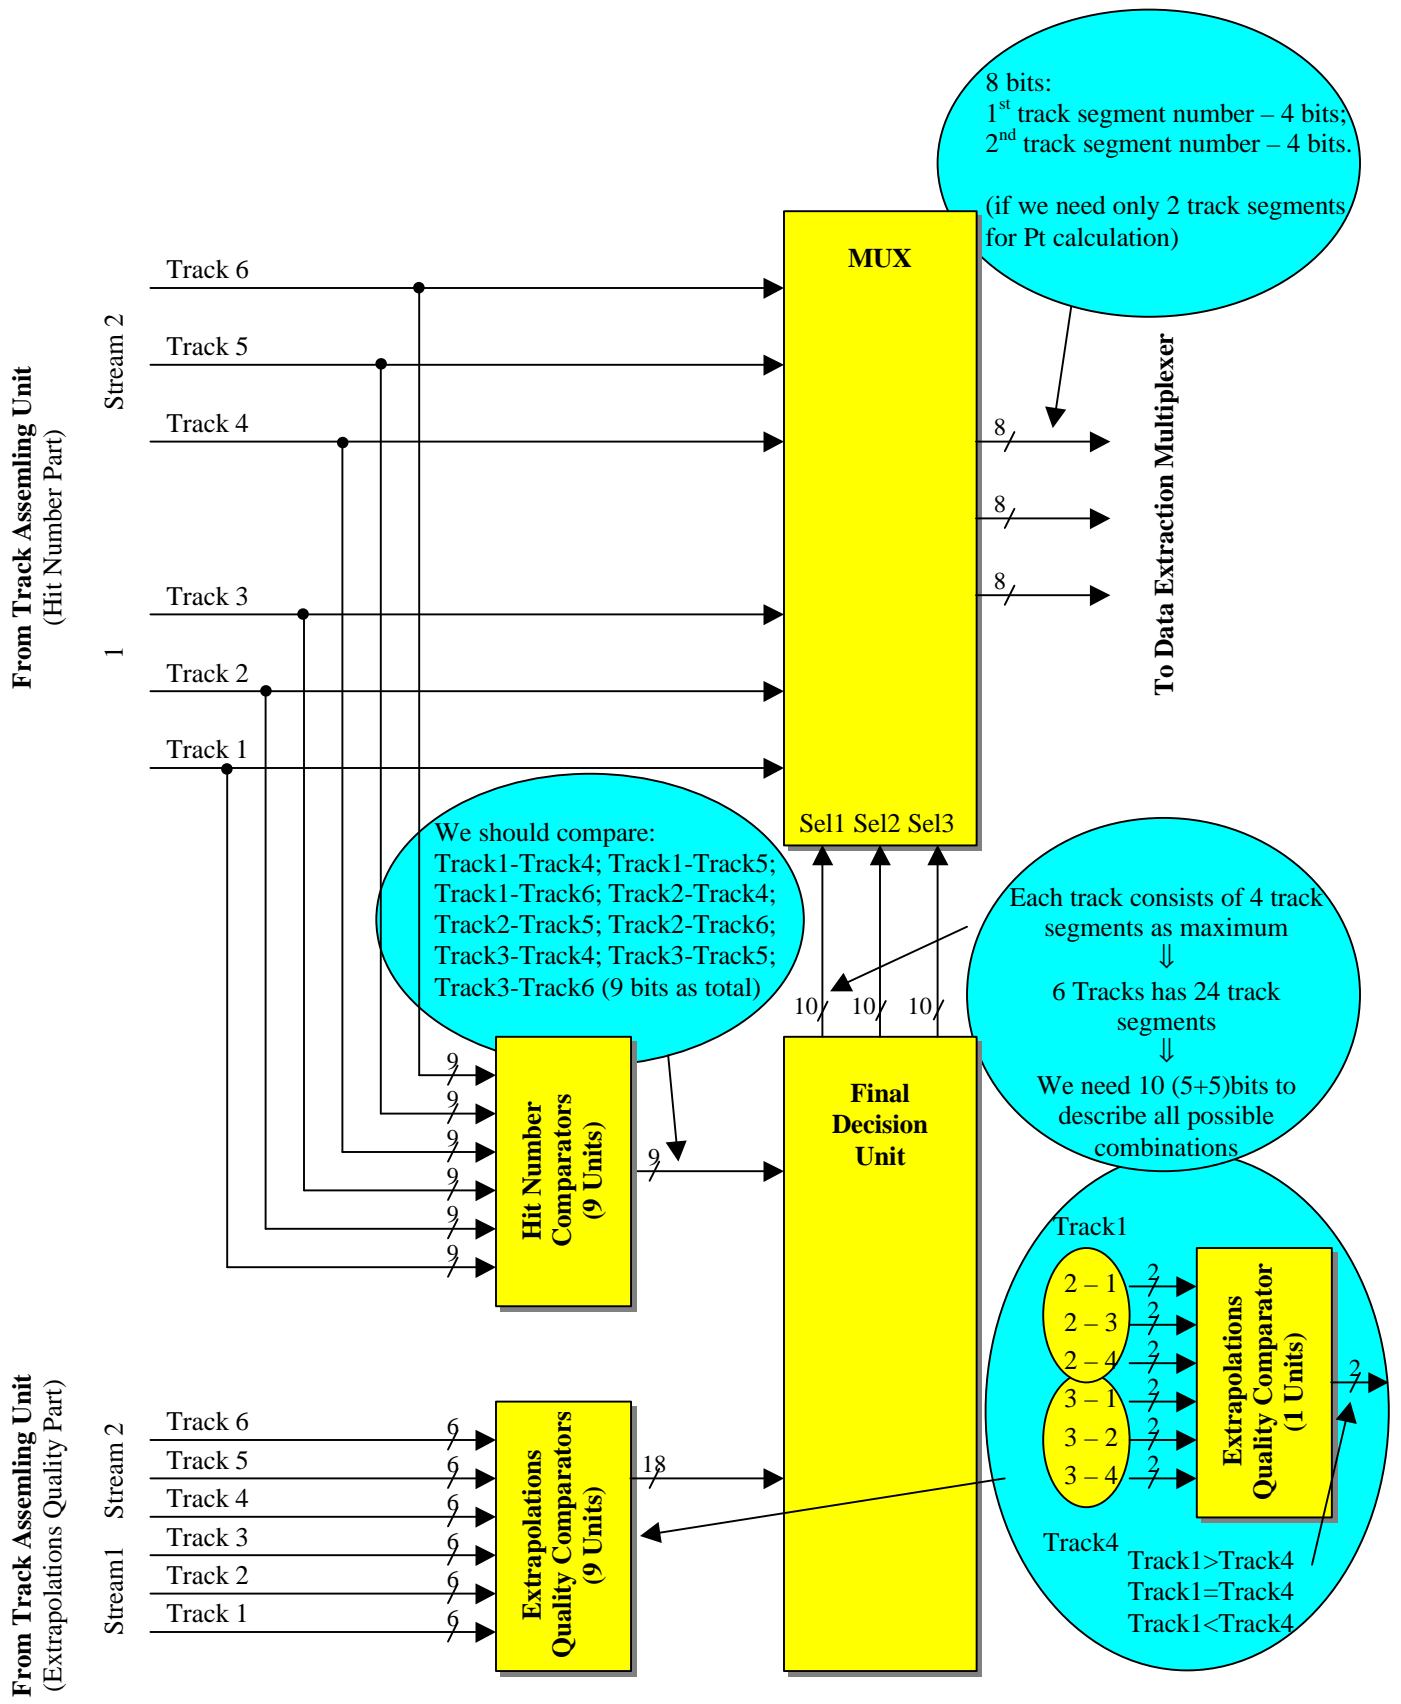 8 bits:
1st track segment number – 4 bits;
2nd track segment number – 4 bits.
(if we need only 2 track segments
for Pt calculation)
MUX
Track 6
Track 5
Track 4
Track 3
Track 2
Track 1
Stream 2
1
From Track Assemling Unit
(Hit Number Part)
8
8
8
To Data Extraction Multiplexer
Sel1 Sel2 Sel3
We should compare:
Track1-Track4; Track1-Track5;
Track1-Track6; Track2-Track4;
Track2-Track5; Track2-Track6;
Track3-Track4; Track3-Track5;
Track3-Track6 (9 bits as total)
Each track consists of 4 track
segments as maximum
⇓
6 Tracks has 24 track
segments
⇓
We need 10 (5+5)bits to
describe all possible
combinations
10
10
10
9
9
9
9
9
9
Hit Number
Comparators
(9 Units)
9
Final
Decision
Unit
Track1
2 – 1
2 – 3
2 – 4
3 – 1
3 – 2
3 – 4
2
2
2
2
2
2
Extrapolations
Quality Comparator
(1 Units)
2
Track4
Track1>Track4
Track1=Track4
Track1<Track4
From Track Assemling Unit
(Extrapolations Quality Part)
Stream 2
Stream1
Track 6
Track 5
Track 4
Track 3
Track 2
Track 1
6
6
6
6
6
6
Extrapolations
Quality Comparators
(9 Units)
18